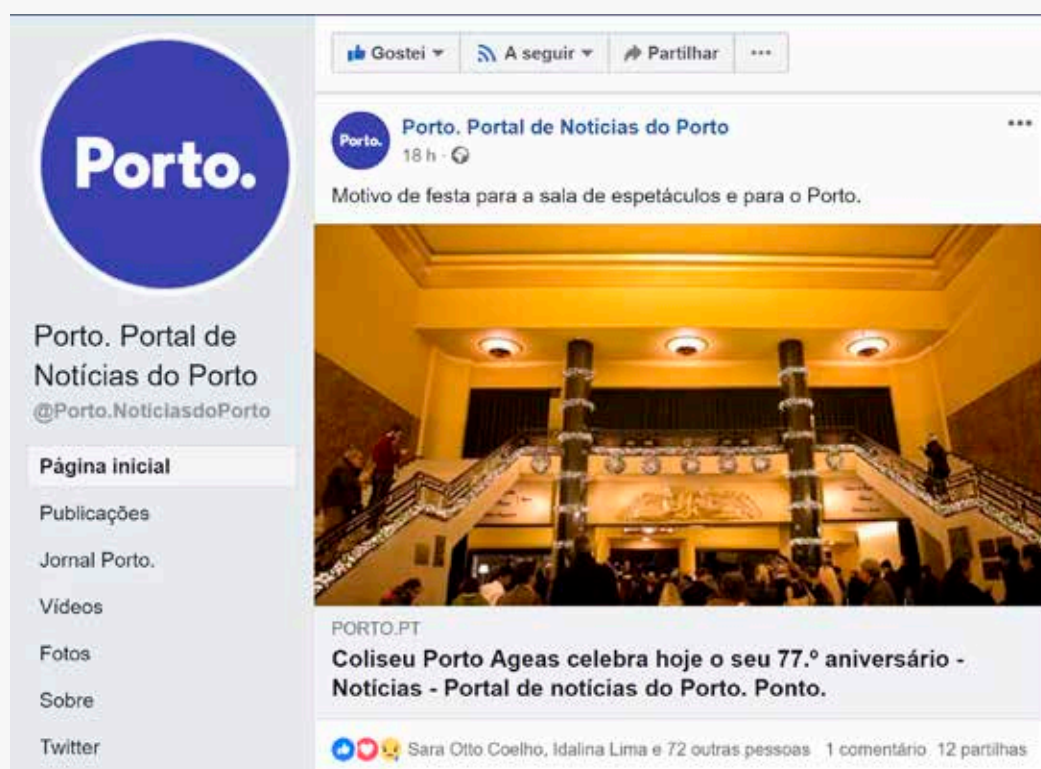 Porto.
Porto. Portal de
Notícias do Porto
@Porto.NoticiasdoPorto
Página inicial
Publicações
Jornal Porto.
Vídeos
Fotos
Sobre
Twitter
Gostei
A seguir
Partilhar
Porto.
Porto. Portal de Notícias do Porto
18 h ·
Motivo de festa para a sala de espetáculos e para o Porto.
PORTO.PT
Coliseu Porto Ageas celebra hoje o seu 77.º aniversário -
Notícias - Portal de notícias do Porto. Ponto.
Sara Otto Coelho, Idalina Lima e 72 outras pessoas 1 comentário 12 partilhas